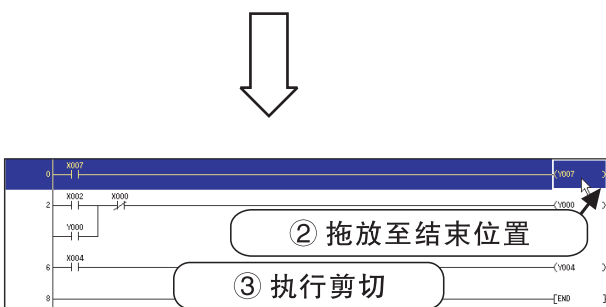 X007
0 (Y007 )
X002 X000
2 (Y000 )
Y000
② 拖放至结束位置
X004
6 (Y004 )
③ 执行剪切
8 [END ]